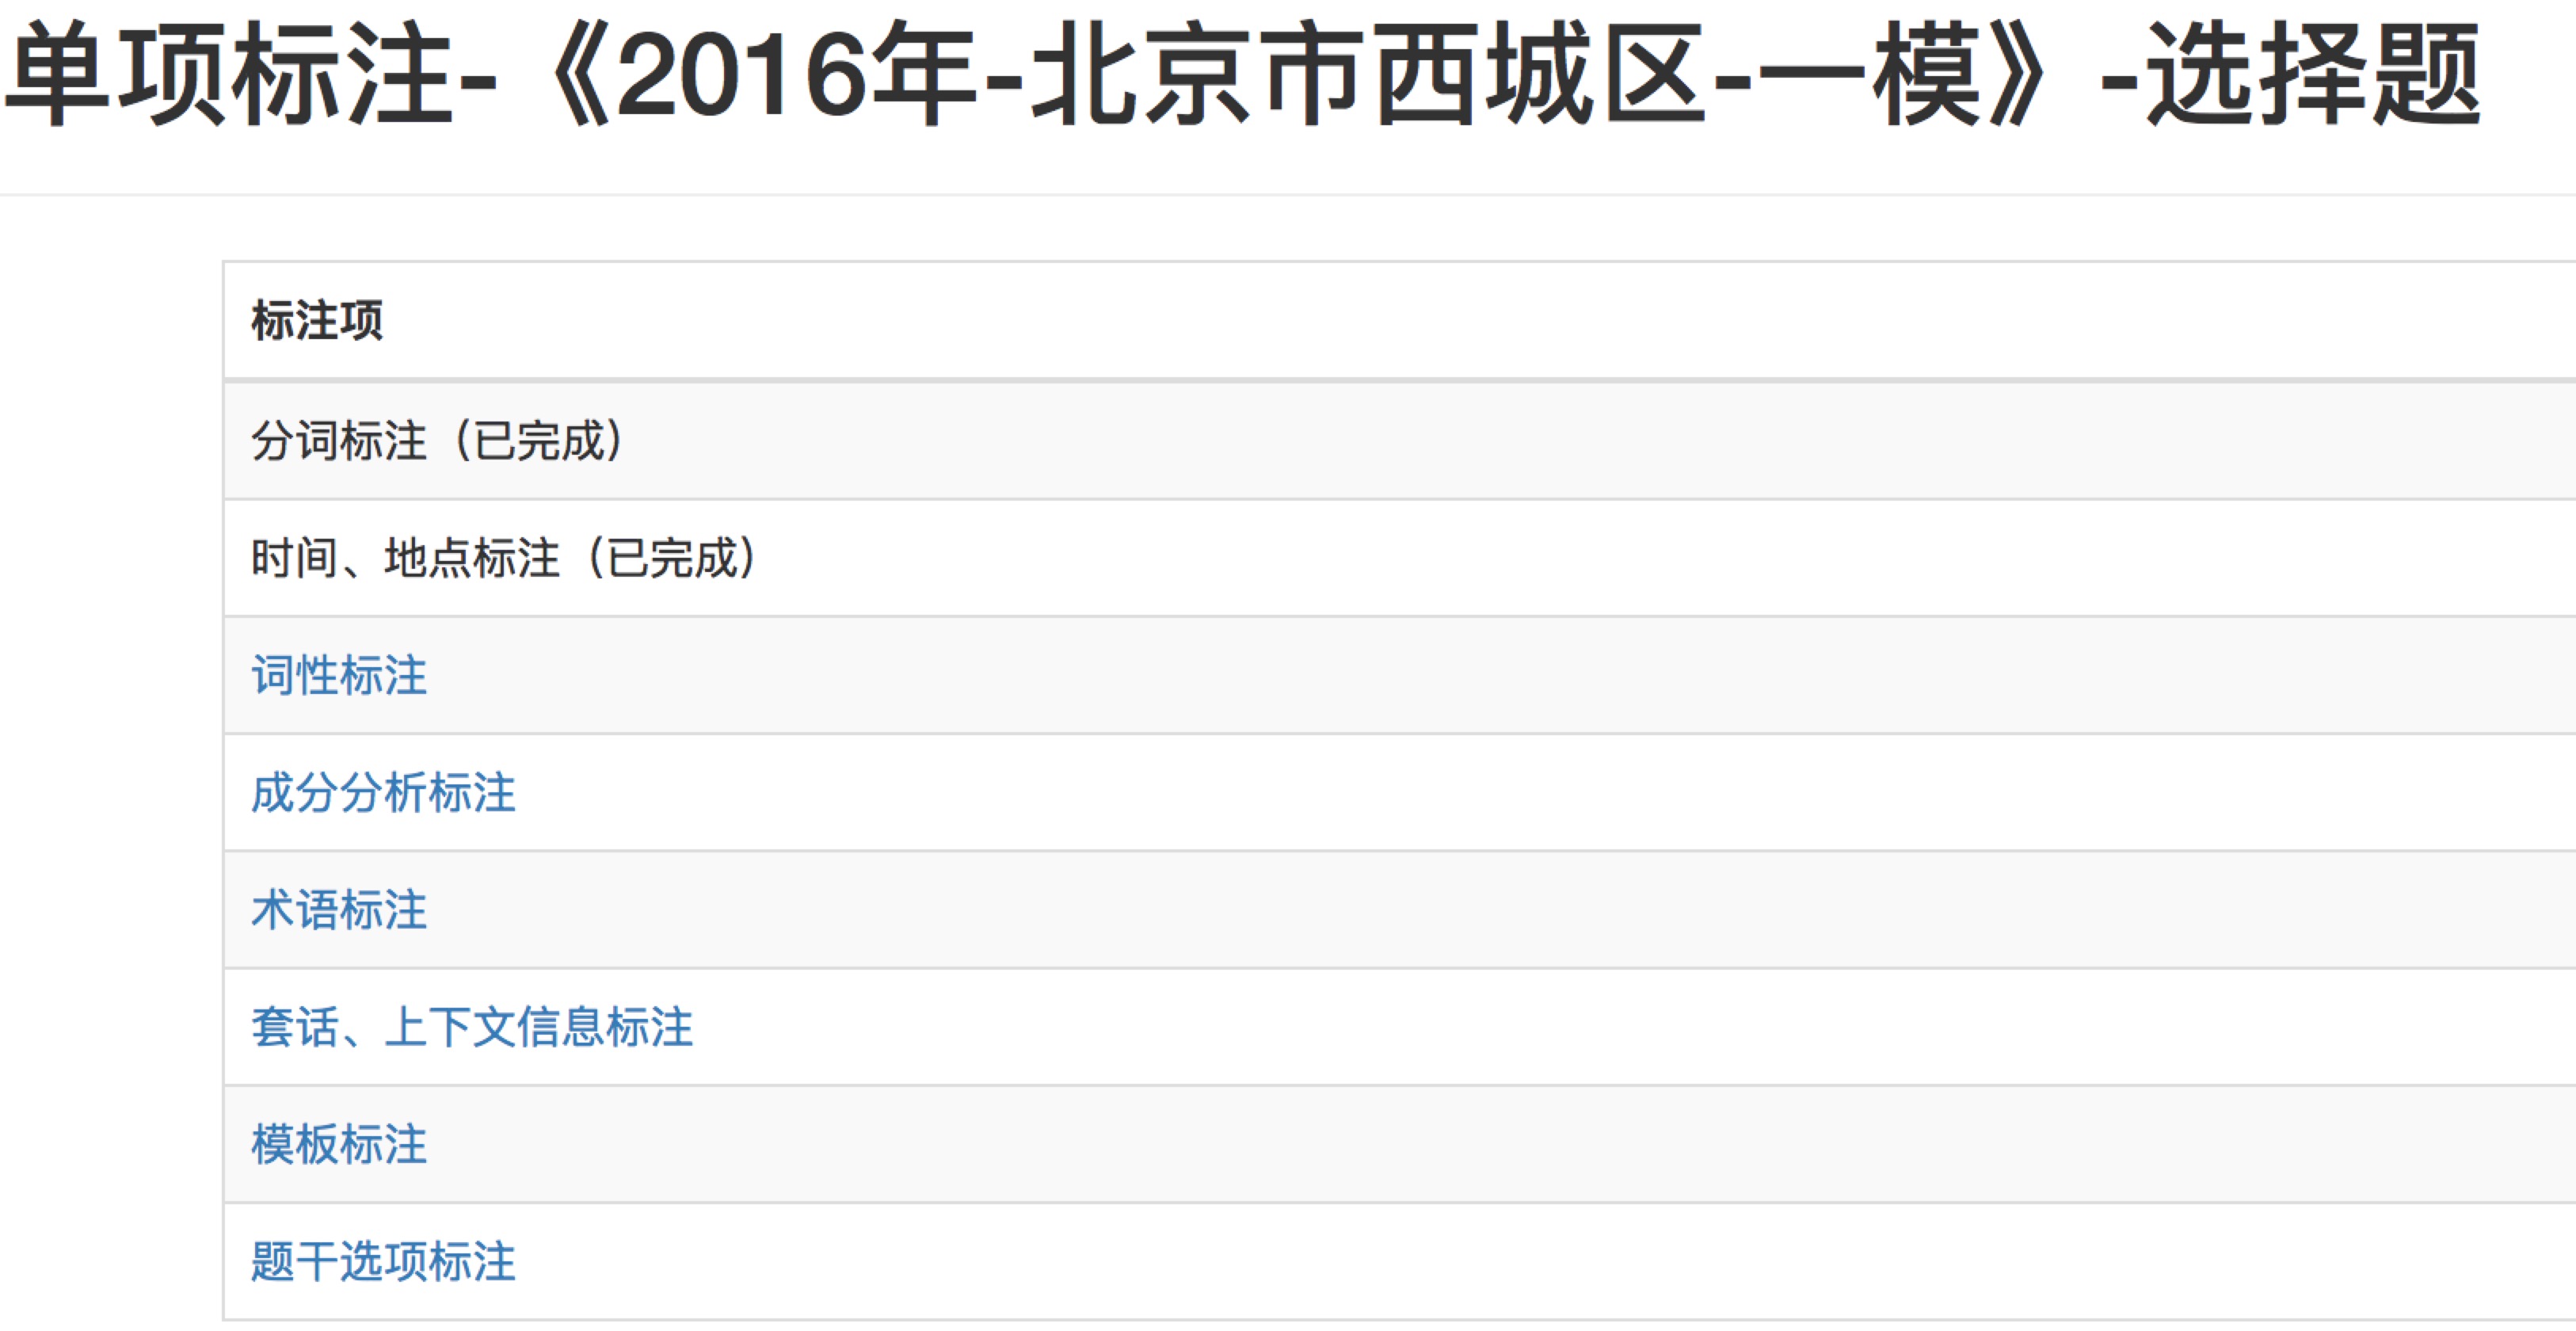 单项标注-《2016年-北京市西城区-一模》-选择题
标注项
分词标注（已完成）
时间、地点标注（已完成）
词性标注
成分分析标注
术语标注
套话、上下文信息标注
模板标注
题干选项标注